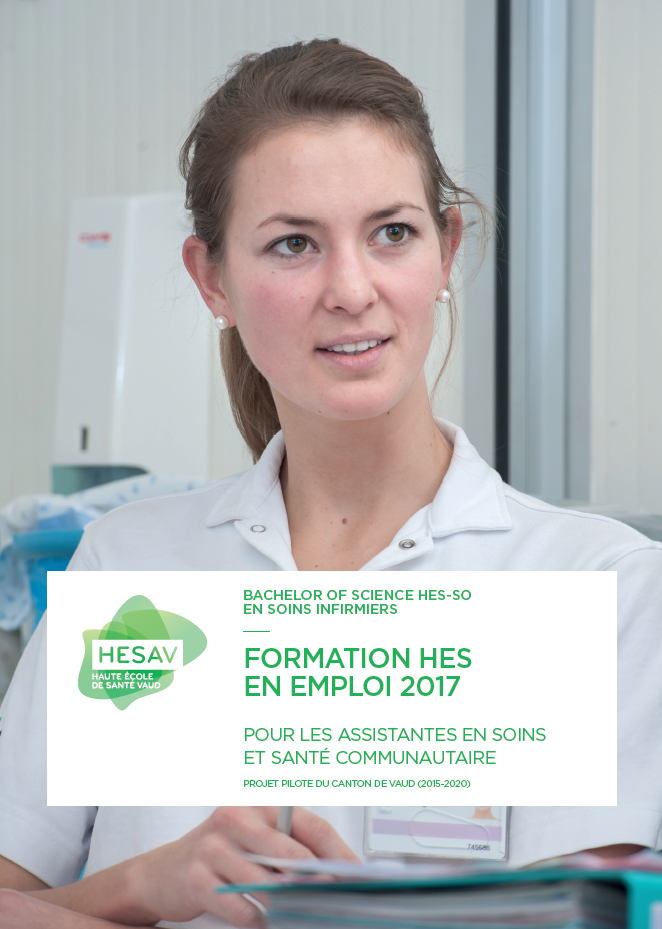 BACHELOR OF SCIENCE HES-SO
EN SOINS INFIRMIERS
HESAV
HAUTE ÉCOLE
DE SANTÉ VAUD
FORMATION HES
EN EMPLOI 2017
POUR LES ASSISTANTES EN SOINS
ET SANTÉ COMMUNAUTAIRE
PROJET PILOTE DU CANTON DE VAUD (2015-2020)
745686